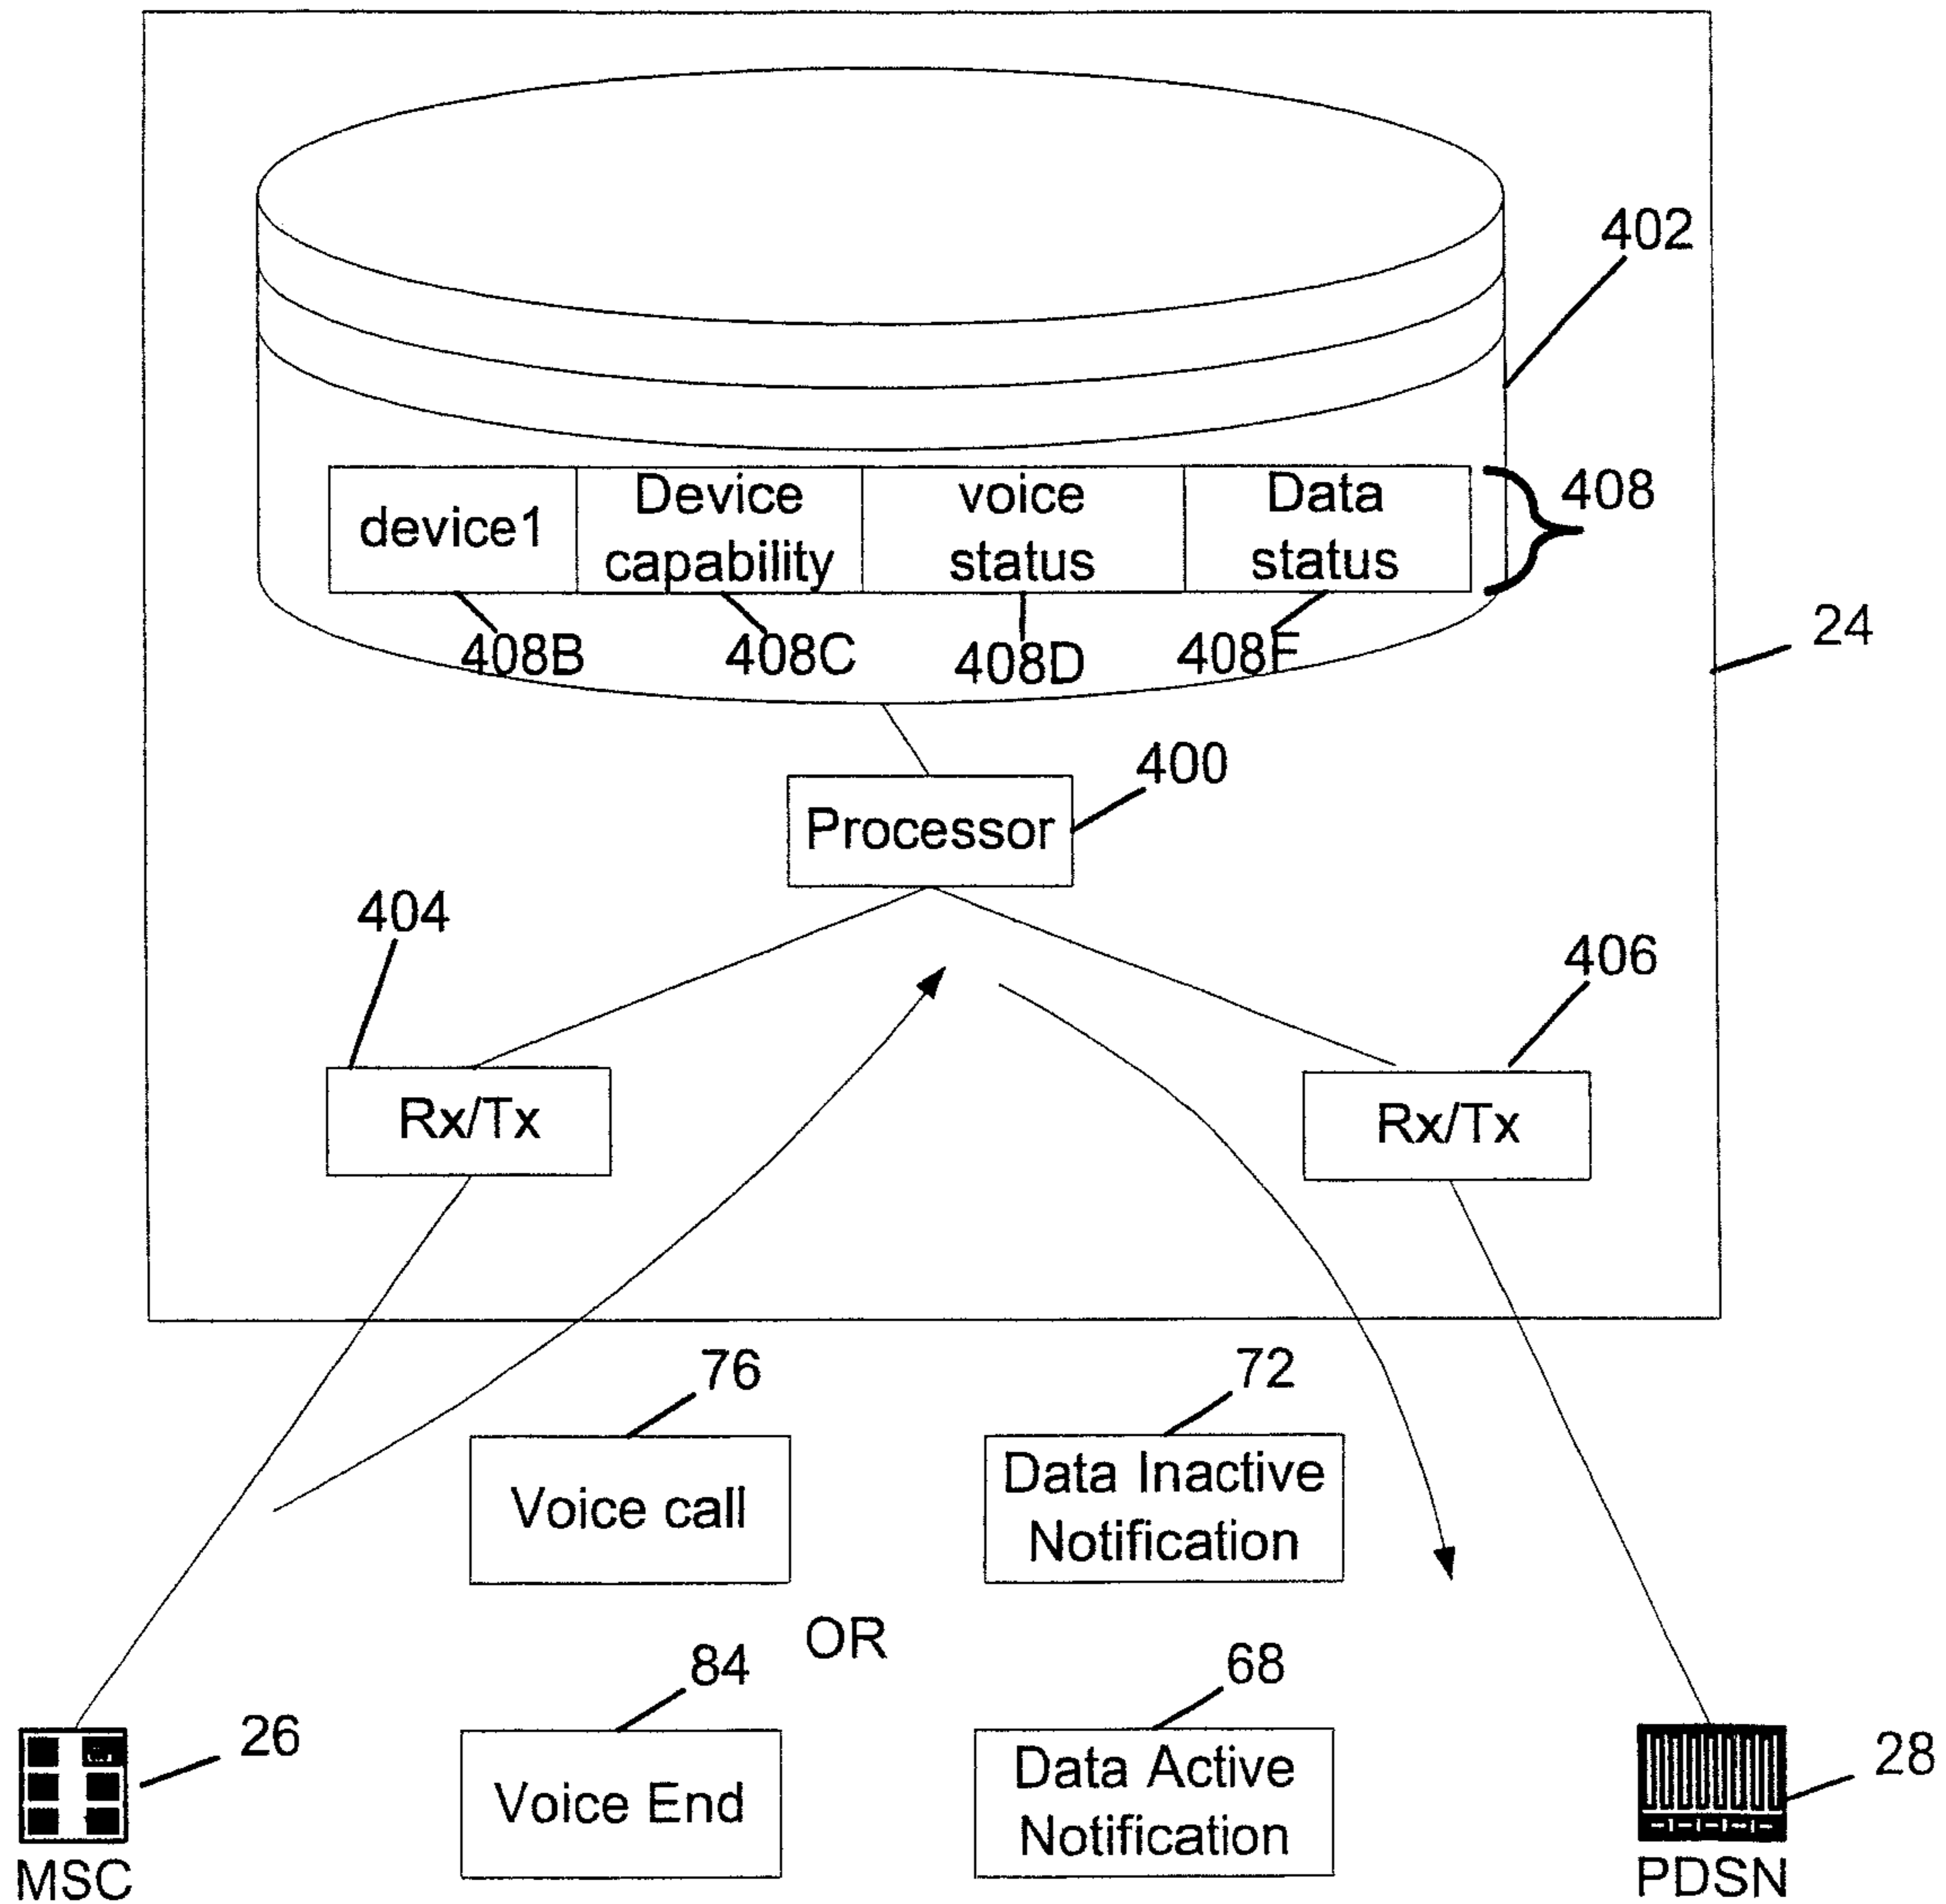 402
device1
Device
capability
voice
status
Data
status
408
408B
408C
408D
408F
24
400
Processor
404
406
Rx/Tx
Rx/Tx
76
72
Voice call
Data Inactive
Notification
OR
84
68
26
Voice End
Data Active
Notification
28
MSC
PDSN